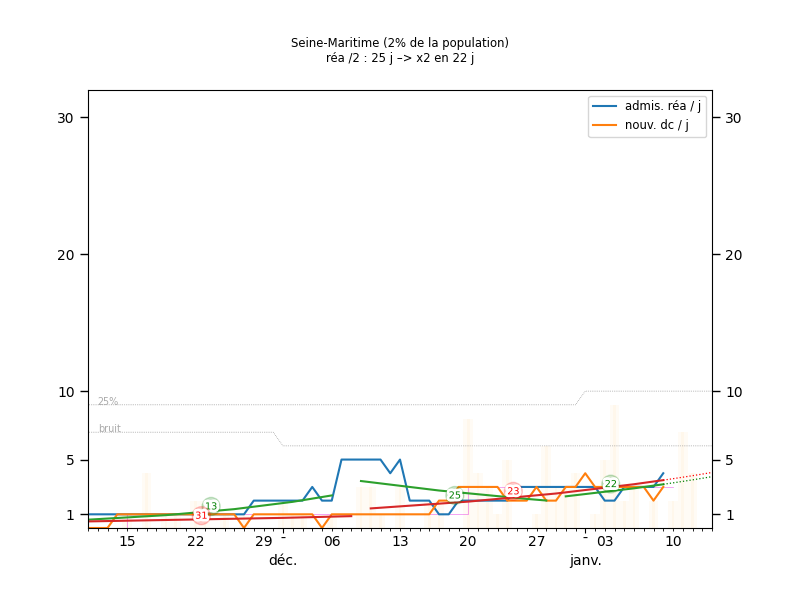 Seine-Maritime (2% de la population)
réa /2 : 25 j –> x2 en 22 j
admis. réa / j
nouv. dc / j
30 30
20 20
10 10
25%
bruit
5 5
25 23 22
13
31
1 1
15 22 29 - 06 13 20 27 - 03 10
déc. janv.